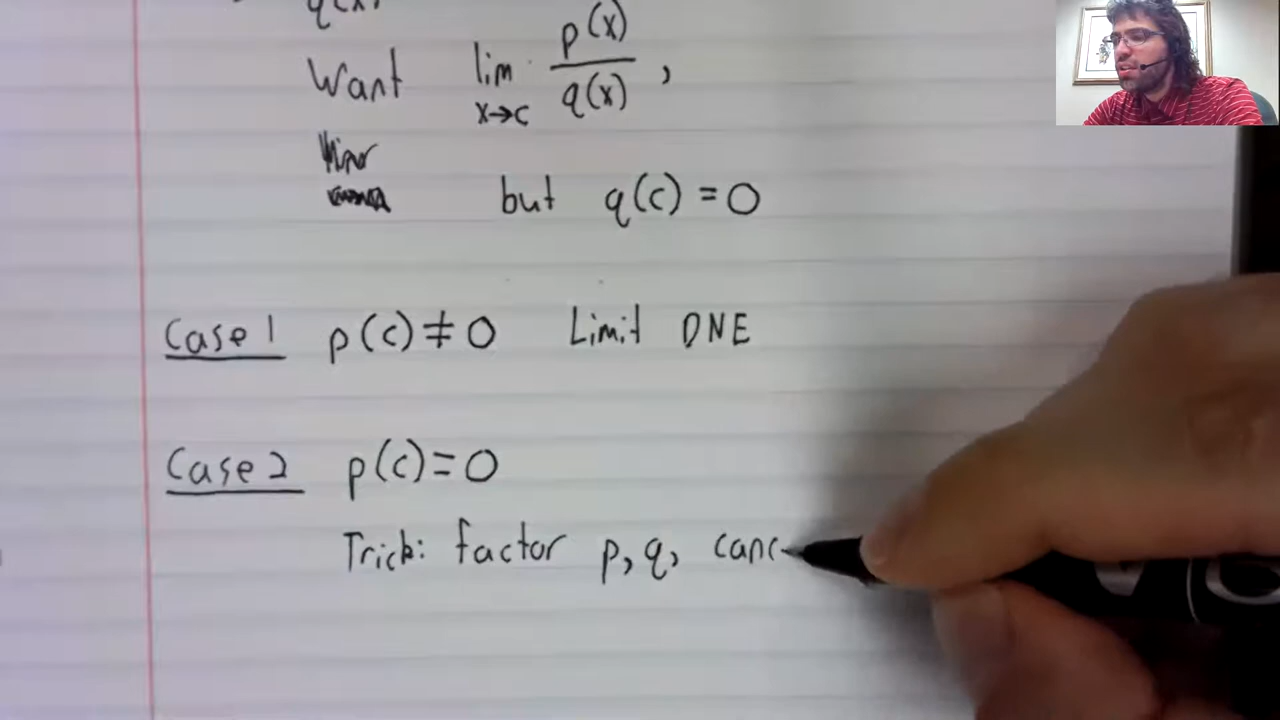 q(x)
Want lim x→c p(x)/q(x),
but q(c) = 0
Case 1 p(c) ≠ 0 Limit DNE
Case 2 p(c) = 0
Trick: factor p, q, canc